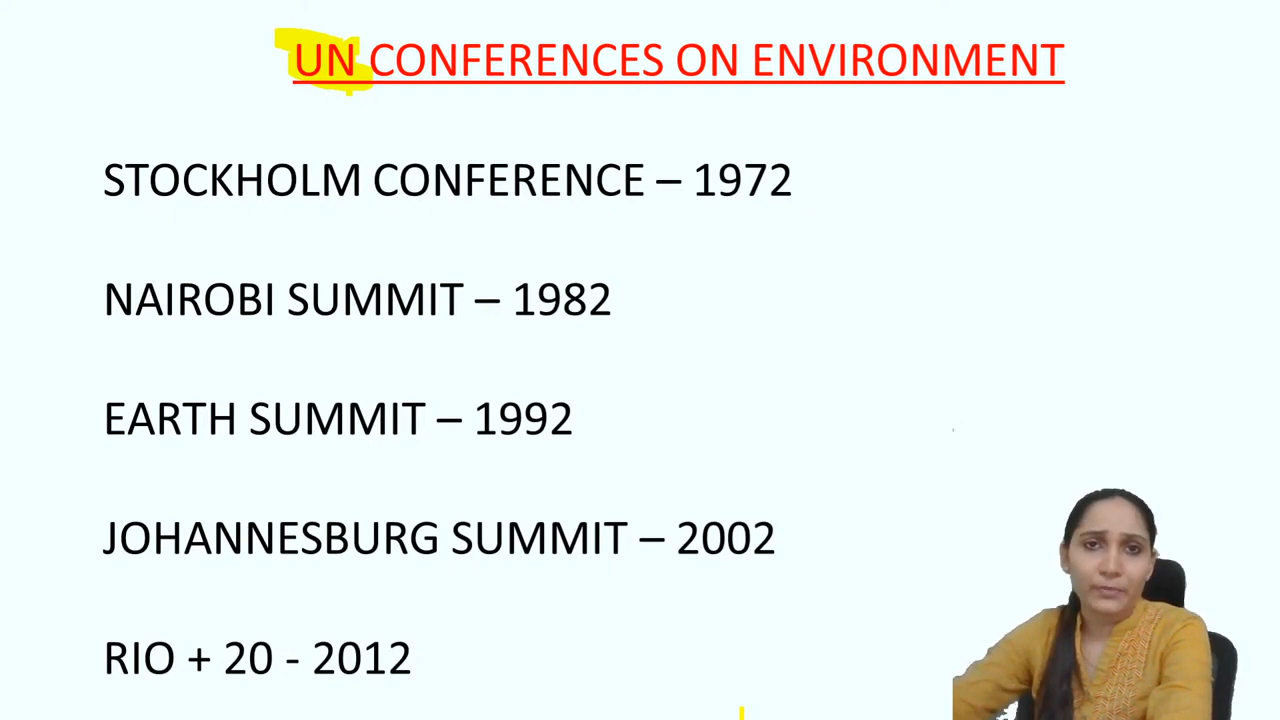 UN CONFERENCES ON ENVIRONMENT
STOCKHOLM CONFERENCE – 1972
NAIROBI SUMMIT – 1982
EARTH SUMMIT – 1992
JOHANNESBURG SUMMIT – 2002
RIO + 20 - 2012